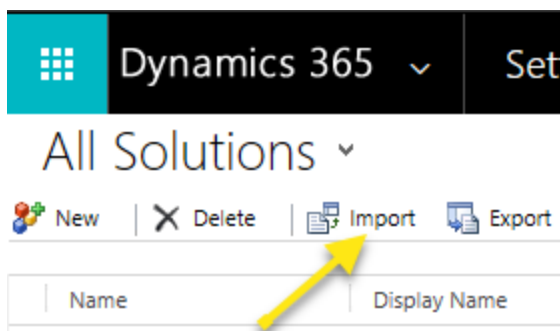 Dynamics 365 Set
All Solutions
New Delete Import Export
Name Display Name